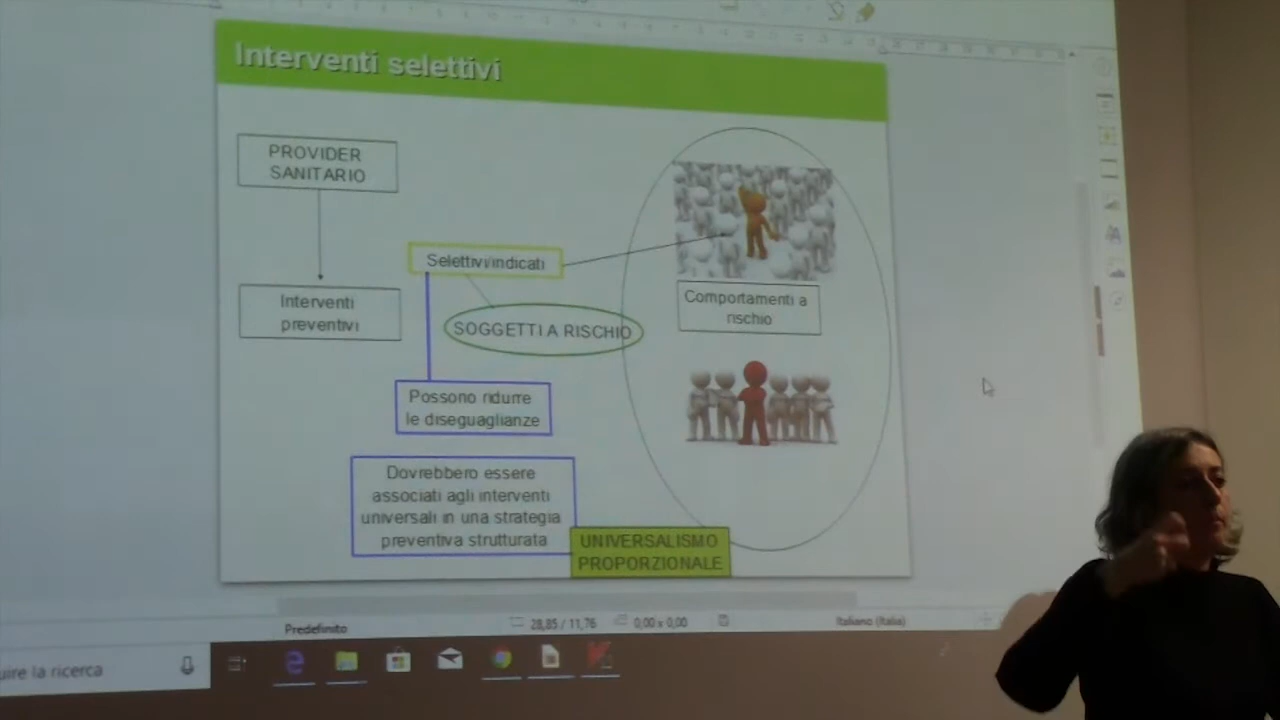 Interventi selettivi
PROVIDER
SANITARIO
Interventi
preventivi
Selettivi/indicati
SOGGETTI A RISCHIO
Comportamenti a
rischio
Possono ridurre
le diseguaglianze
Dovrebbero essere
associati agli interventi
universali in una strategia
preventiva strutturata
UNIVERSALISMO
PROPORZIONALE
Predefinito
28,85 / 11,76
0,00 x 0,00
Italiano (Italia)
uire la ricerca